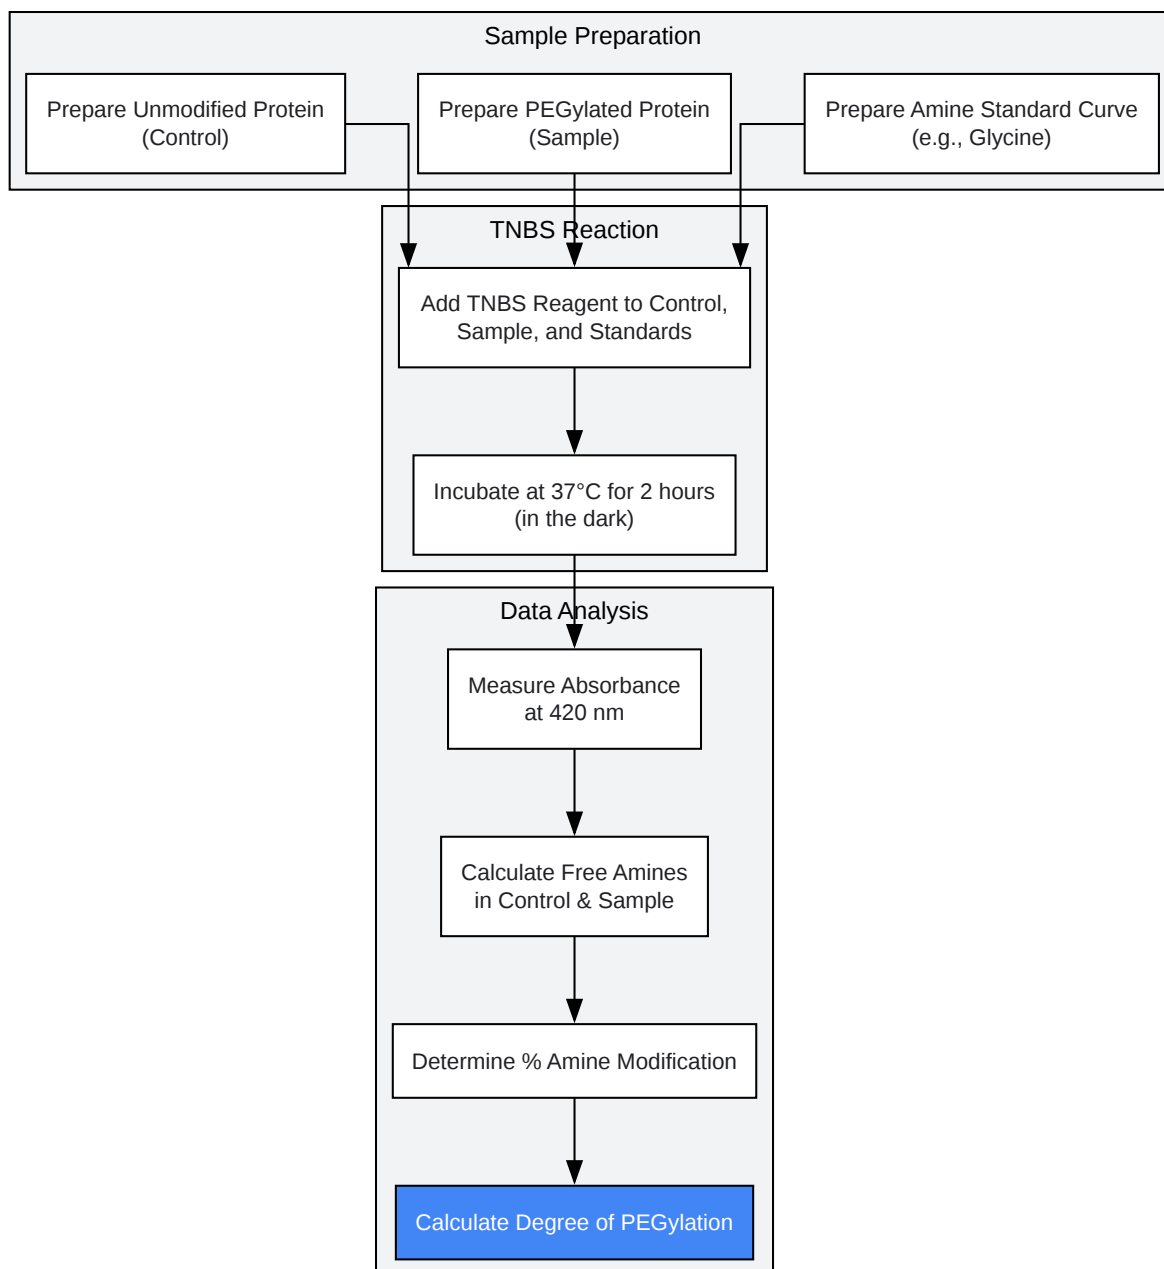 Sample Preparation
Prepare Unmodified Protein
(Control)
Prepare PEGylated Protein
(Sample)
Prepare Amine Standard Curve
(e.g., Glycine)
TNBS Reaction
Add TNBS Reagent to Control,
Sample, and Standards
Incubate at 37°C for 2 hours
(in the dark)
Data Analysis
Measure Absorbance
at 420 nm
Calculate Free Amines
in Control & Sample
Determine % Amine Modification
Calculate Degree of PEGylation